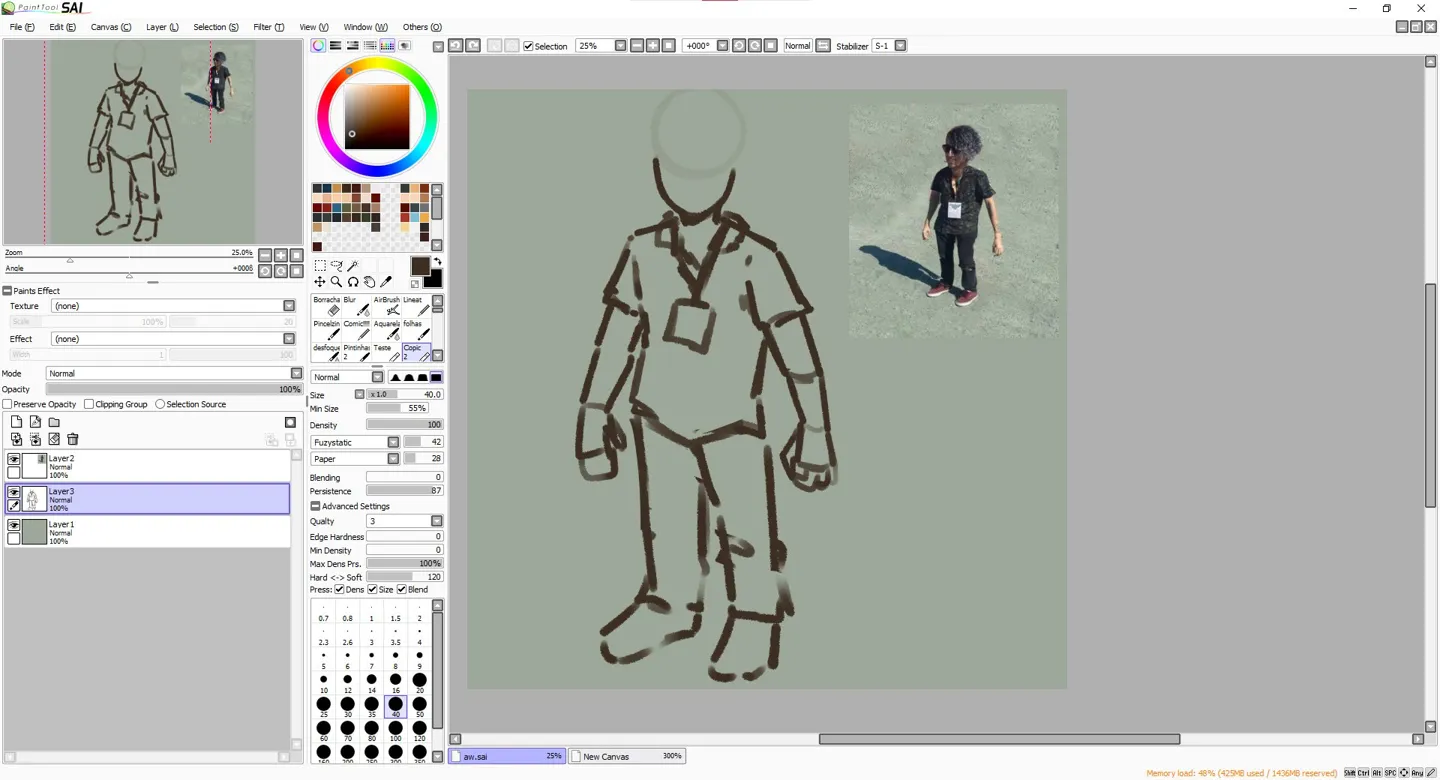 PaintTool SAI
File (F) Edit (E) Canvas (C) Layer (L) Selection (S) Filter (T) View (V) Window (W) Others (O)
Selection 25% +000° Normal Stabilizer S-1
Zoom 25.0%
Angle +000ß
Paints Effect
Texture (none)
Scale 100% 20
Effect (none)
Width 1 100
Mode Normal
Opacity 100%
Preserve Opacity Clipping Group Selection Source
Layer2
Normal
100%
Layer3
Normal
100%
Layer1
Normal
100%
Borracha Blur AirBrush Lineat
Pincelzin Comic!!!! Aquarela folhas
desfoque Pintinhas Teste Copic
2 2
Normal
Size x 1.0 40.0
Min Size 55%
Density 100
Fuzystatic 42
Paper 28
Blending 0
Persistence 87
Advanced Settings
Qualty 3
Edge Hardness 0
Min Density 0
Max Dens Prs. 100%
Hard <-> Soft 120
Press: Dens Size Blend
0.7 0.8 1 1.5 2
2.3 2.6 3 3.5 4
5 6 7 8 9
10 12 14 16 20
25 30 35 40 50
60 70 80 100 120
160 200 250 300 350
aw.sai 25% New Canvas 300%
Memory load: 48% (425MB used / 1436MB reserved) Shift Ctrl Alt SPC Any